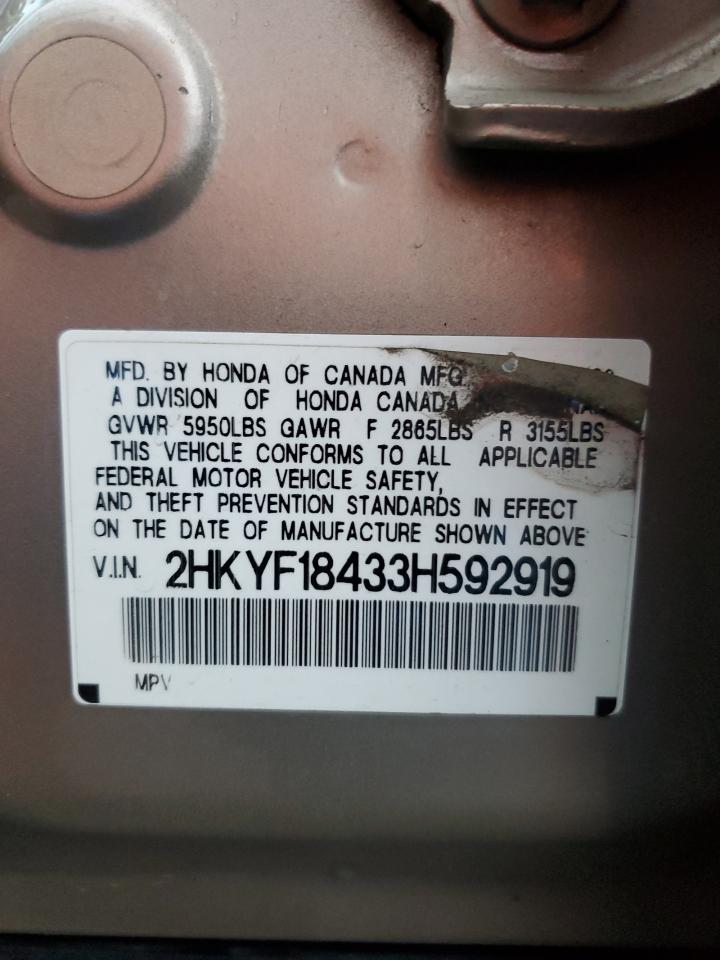 MFD. BY HONDA OF CANADA MFG.
A DIVISION OF HONDA CANADA
GVWR 5950LBS GAWR F 2865LBS R 3155LBS
THIS VEHICLE CONFORMS TO ALL APPLICABLE
FEDERAL MOTOR VEHICLE SAFETY,
AND THEFT PREVENTION STANDARDS IN EFFECT
ON THE DATE OF MANUFACTURE SHOWN ABOVE
V.I.N. 2HKYF18433H592919
MPV